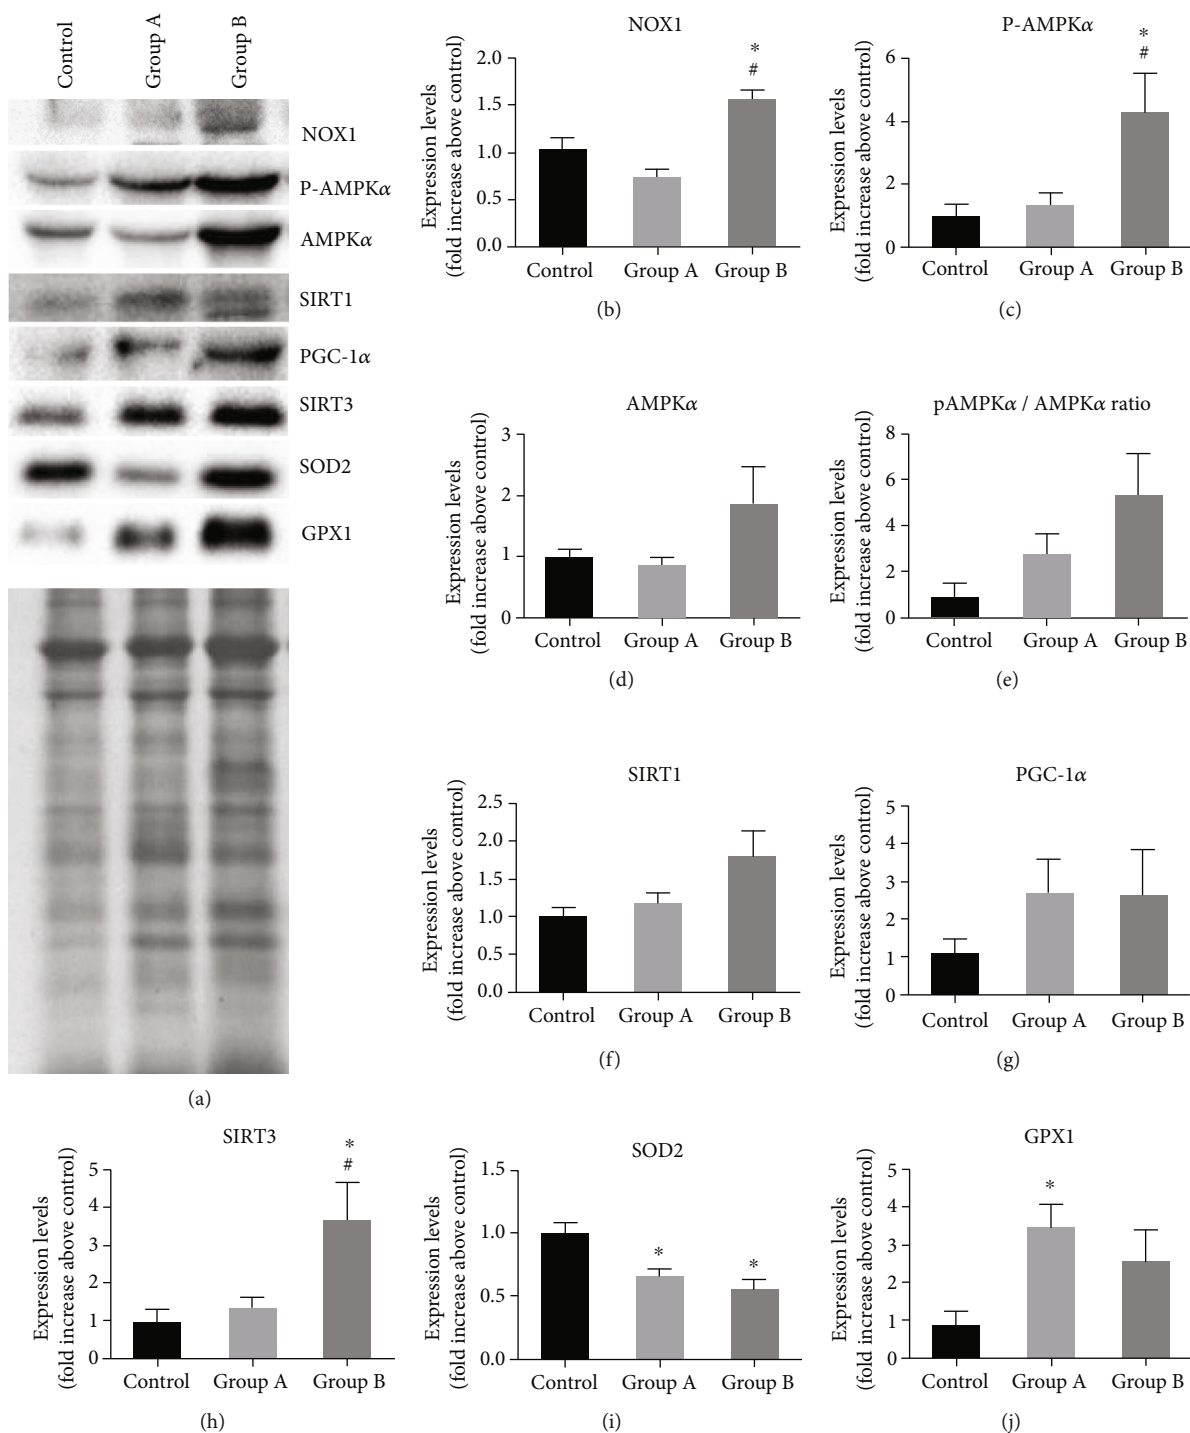 Control
Group A
Group B
NOX1
P-AMPKα
AMPKα
SIRT1
PGC-1α
SIRT3
SOD2
GPX1
(a)
NOX1
Expression levels
(fold increase above control)
2.0
1.5
1.0
0.5
0.0
*
#
Control Group A Group B
(b)
P-AMPKα
Expression levels
(fold increase above control)
6
4
2
0
*
#
Control Group A Group B
(c)
AMPKα
Expression levels
(fold increase above control)
3
2
1
0
Control Group A Group B
(d)
pAMPKα / AMPKα ratio
Expression levels
(fold increase above control)
8
6
4
2
0
Control Group A Group B
(e)
SIRT1
Expression levels
(fold increase above control)
2.5
2.0
1.5
1.0
0.5
0.0
Control Group A Group B
(f)
PGC-1α
Expression levels
(fold increase above control)
5
4
3
2
1
0
Control Group A Group B
(g)
SIRT3
Expression levels
(fold increase above control)
5
4
3
2
1
0
*
#
Control Group A Group B
(h)
SOD2
Expression levels
(fold increase above control)
1.5
1.0
0.5
0.0
*
*
Control Group A Group B
(i)
GPX1
Expression levels
(fold increase above control)
5
4
3
2
1
0
*
Control Group A Group B
(j)